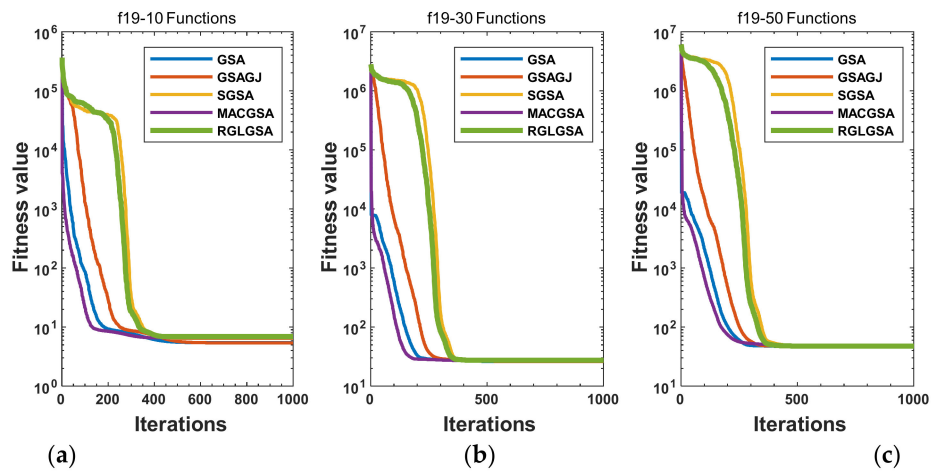 f19-10 Functions
10^6
10^5
10^4
10^3
10^2
10^1
10^0
Fitness value
GSA
GSAGJ
SGSA
MACGSA
RGLGSA
0 200 400 600 800 1000
Iterations
(a)
f19-30 Functions
10^7
10^6
10^5
10^4
10^3
10^2
10^1
Fitness value
GSA
GSAGJ
SGSA
MACGSA
RGLGSA
0 500 1000
Iterations
(b)
f19-50 Functions
10^7
10^6
10^5
10^4
10^3
10^2
10^1
Fitness value
GSA
GSAGJ
SGSA
MACGSA
RGLGSA
0 500 1000
Iterations
(c)